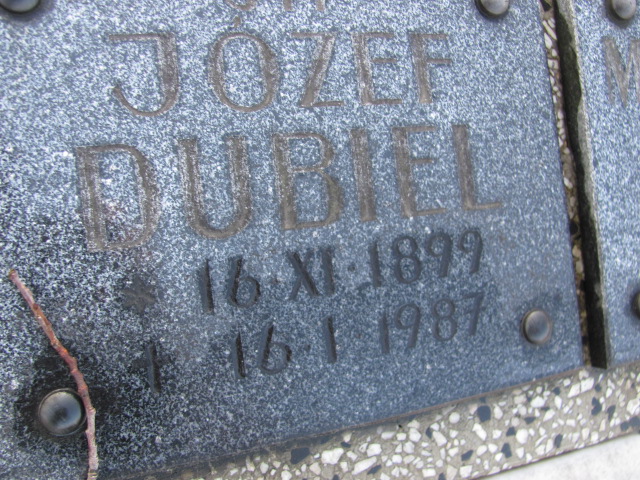 JÓZEF
DUBIEL
* 16·XI·1899
† 16·I 1987